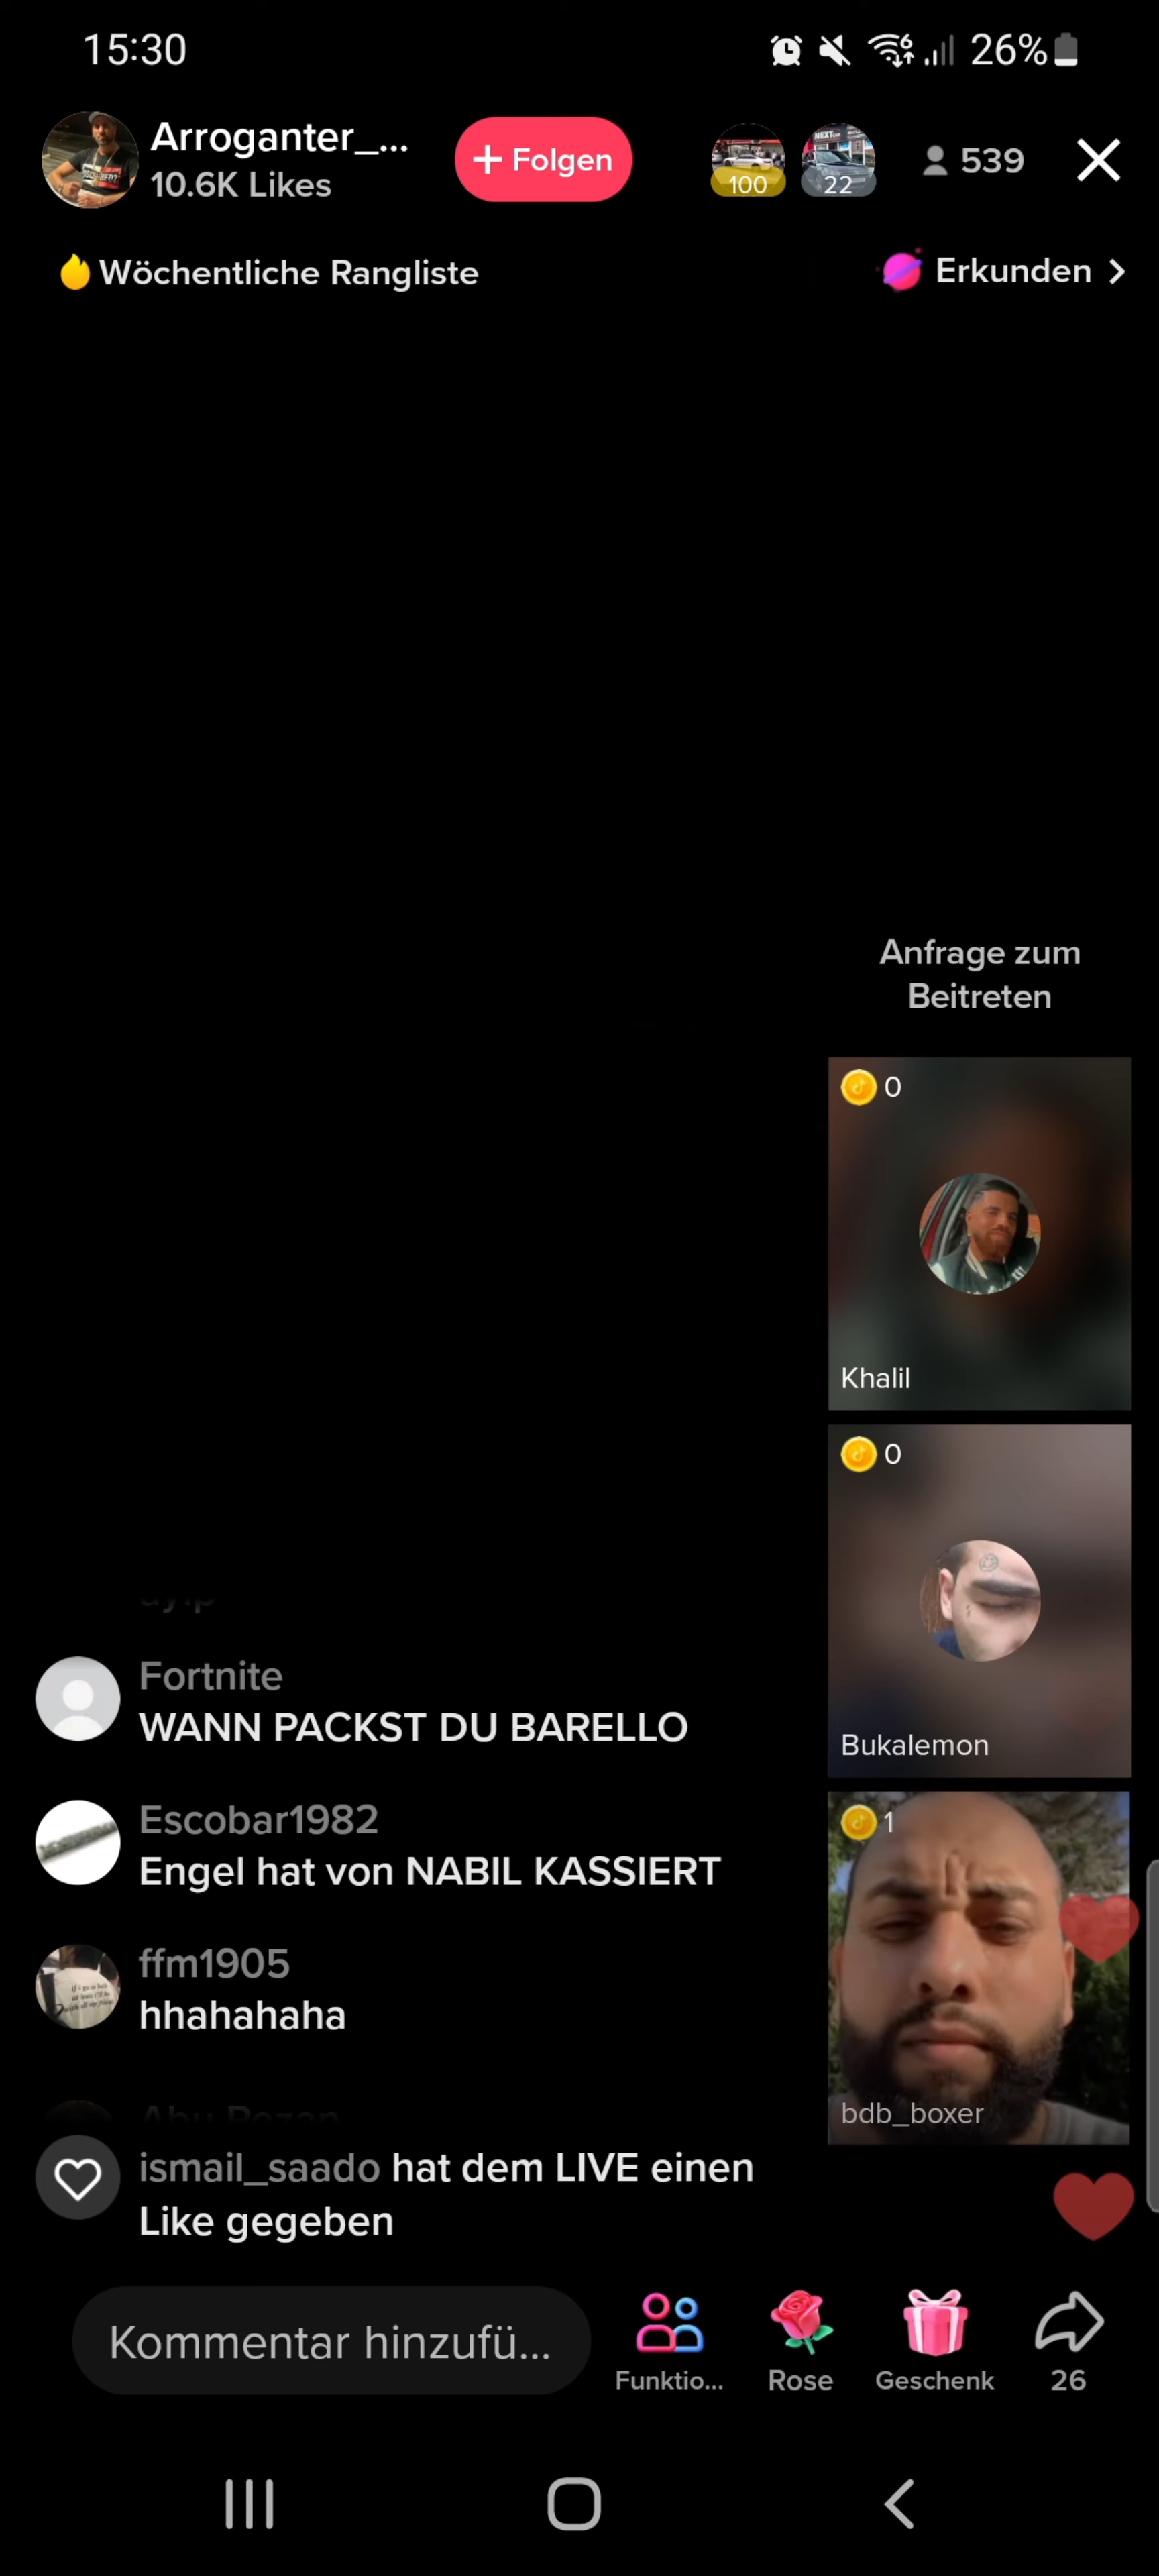 15:30
26%
Arroganter_...
10.6K Likes
+ Folgen
100
22
539
Wöchentliche Rangliste
Erkunden >
Anfrage zum
Beitreten
0
Khalil
0
Bukalemon
1
bdb_boxer
Fortnite
WANN PACKST DU BARELLO
Escobar1982
Engel hat von NABIL KASSIERT
ffm1905
hhahahaha
Abu Rezan
ismail_saado hat dem LIVE einen
Like gegeben
Kommentar hinzufü...
Funktio...
Rose
Geschenk
26